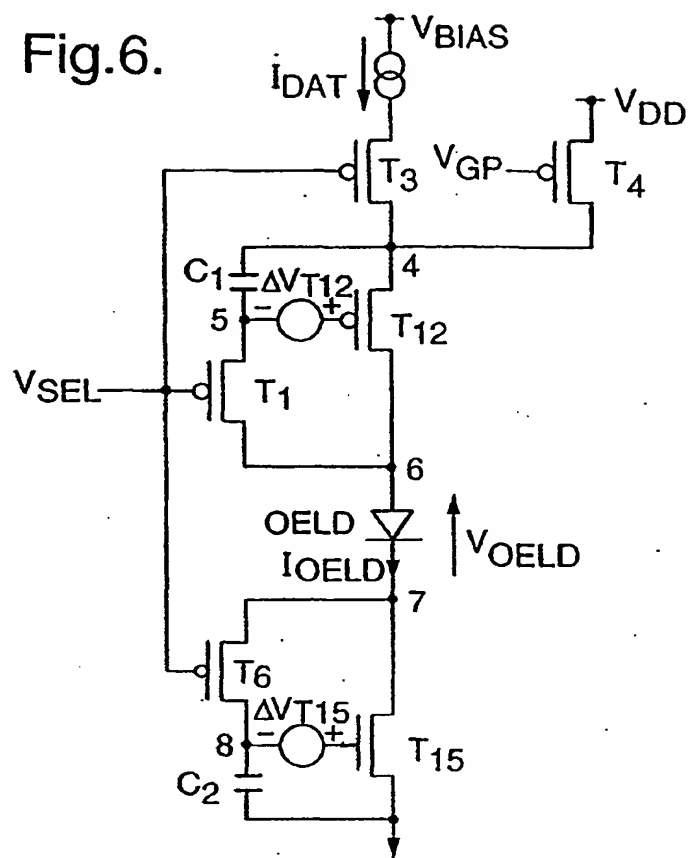 Fig.6.
VBIAS
iDAT
VDD
VGP
T3
T4
4
C1
ΔVT12
5
- +
T12
VSEL
T1
6
OELD
VOELD
IOELD
7
T6
ΔVT15
8
- +
T15
C2